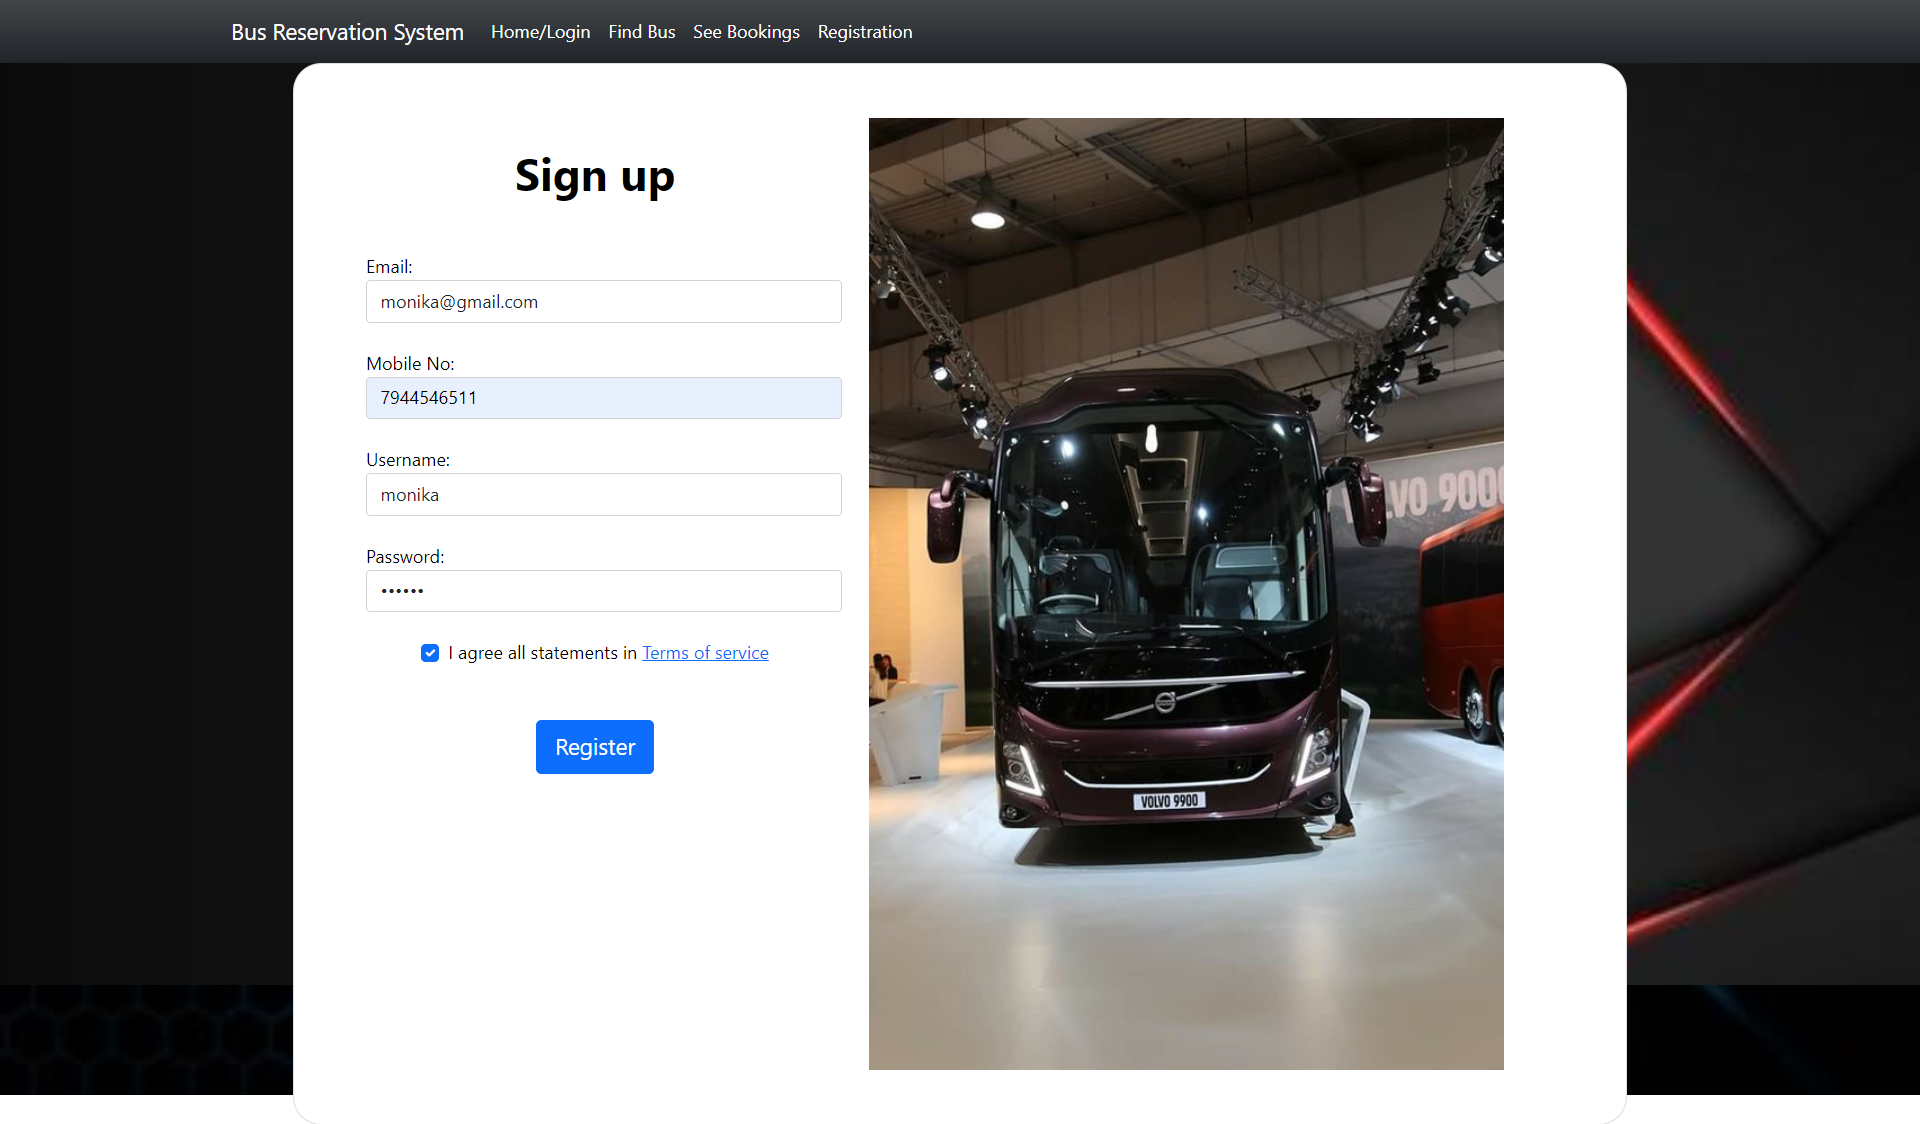 Bus Reservation System Home/Login Find Bus See Bookings Registration
Sign up
Email:
monika@gmail.com
Mobile No:
7944546511
Username:
monika
Password:
••••••
I agree all statements in Terms of service
Register
VOLVO 900
VOLVO 9900